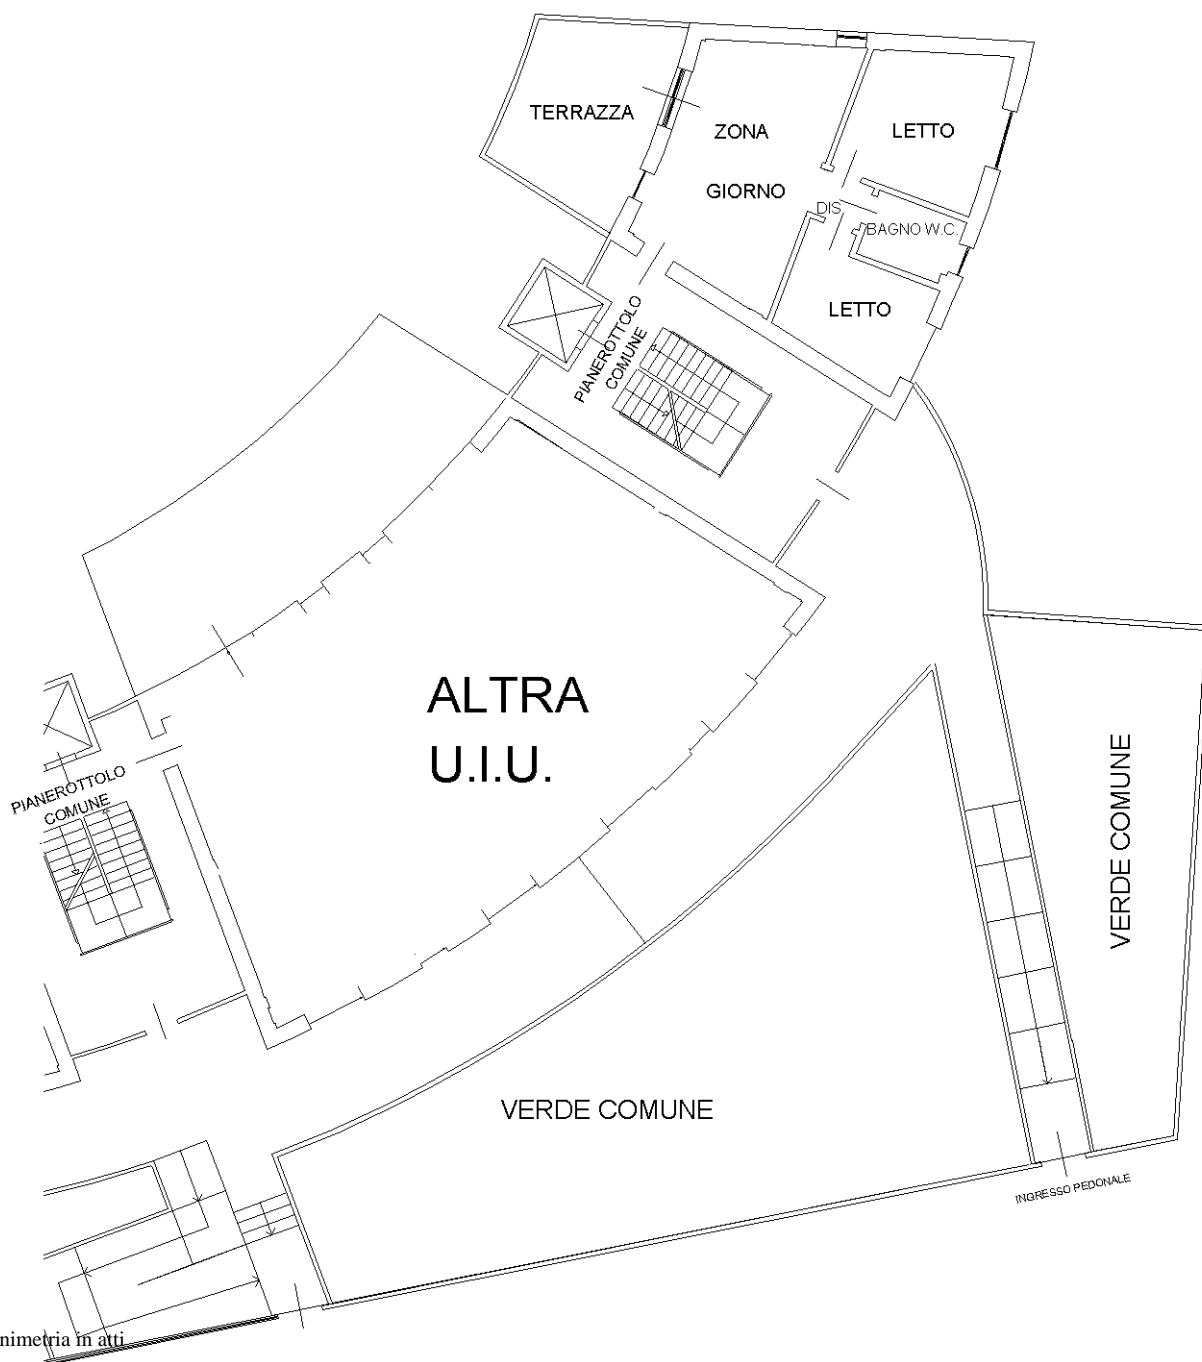 TERRAZZA
ZONA
GIORNO
LETTO
DIS
BAGNO W.C.
LETTO
PIANEROTTOLO
COMUNE
ALTRA
U.I.U.
PIANEROTTOLO
COMUNE
VERDE COMUNE
VERDE COMUNE
INGRESSO PEDONALE
nimetria in atti